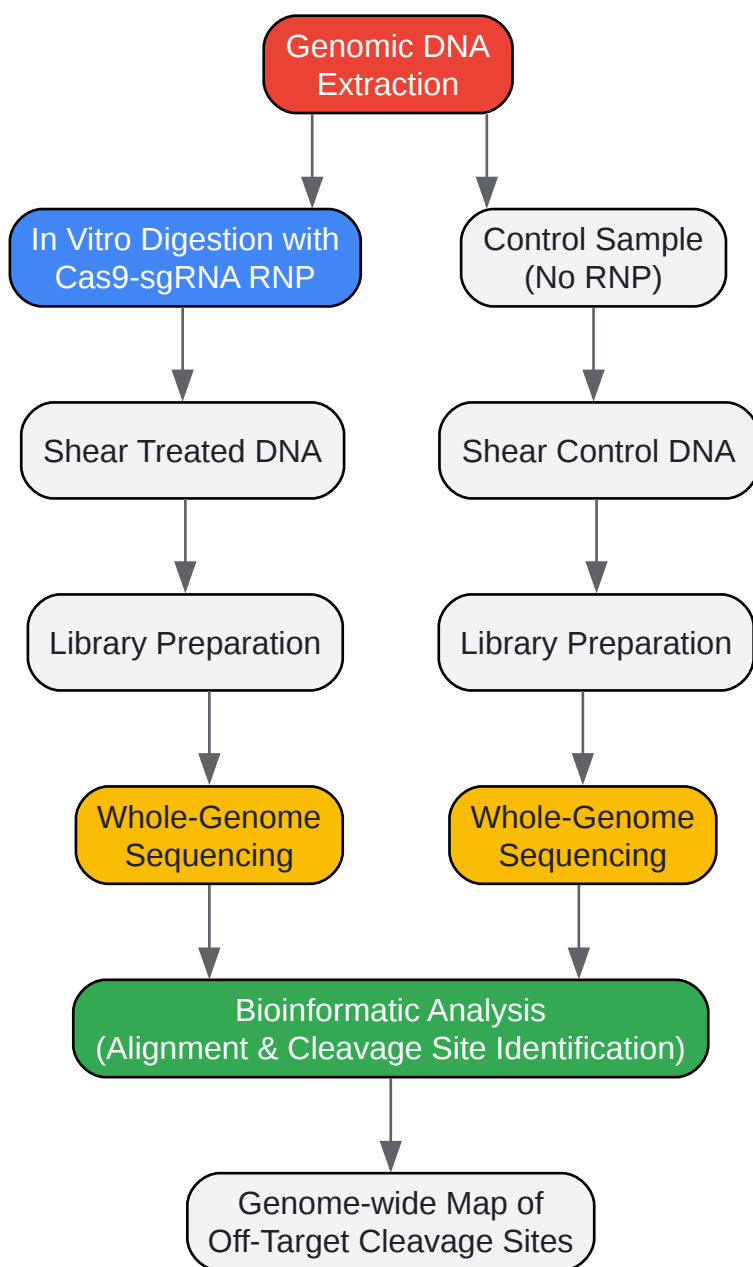 Genomic DNA
Extraction
In Vitro Digestion with
Cas9-sgRNA RNP
Control Sample
(No RNP)
Shear Treated DNA
Shear Control DNA
Library Preparation
Library Preparation
Whole-Genome
Sequencing
Whole-Genome
Sequencing
Bioinformatic Analysis
(Alignment & Cleavage Site Identification)
Genome-wide Map of
Off-Target Cleavage Sites